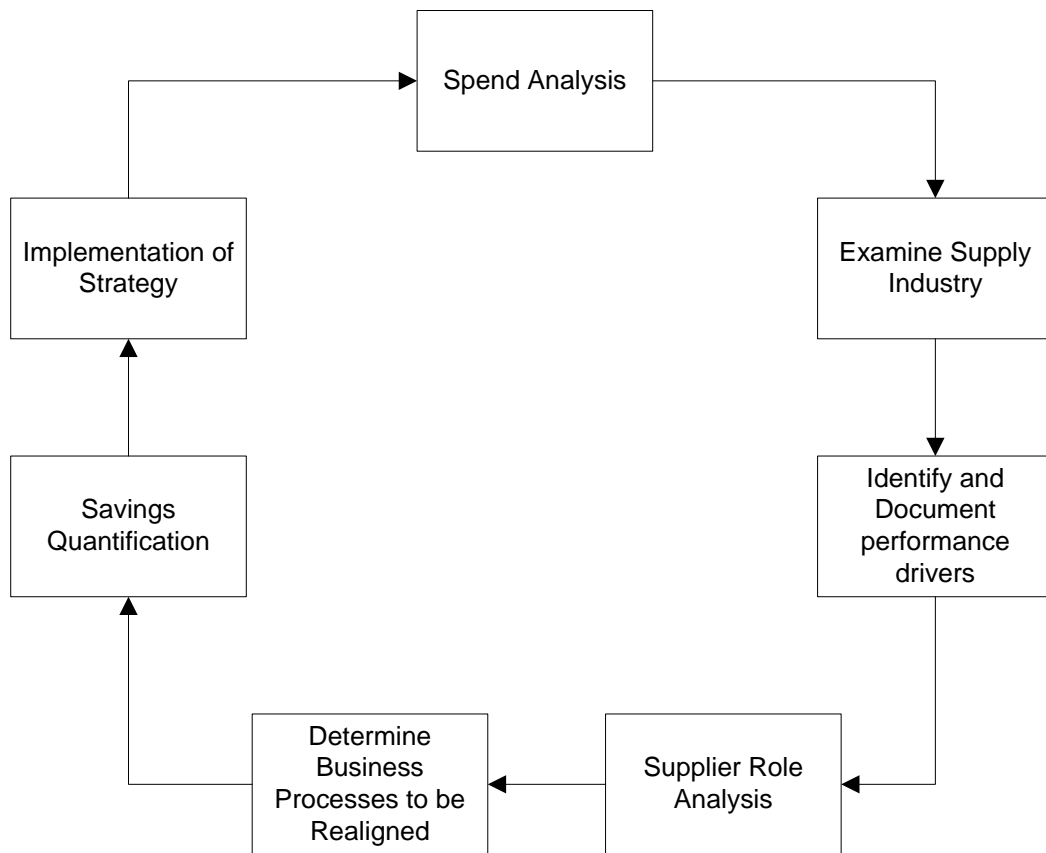 Spend Analysis
Implementation of
Strategy
Examine Supply
Industry
Savings
Quantification
Identify and
Document
performance
drivers
Determine
Business
Processes to be
Realigned
Supplier Role
Analysis